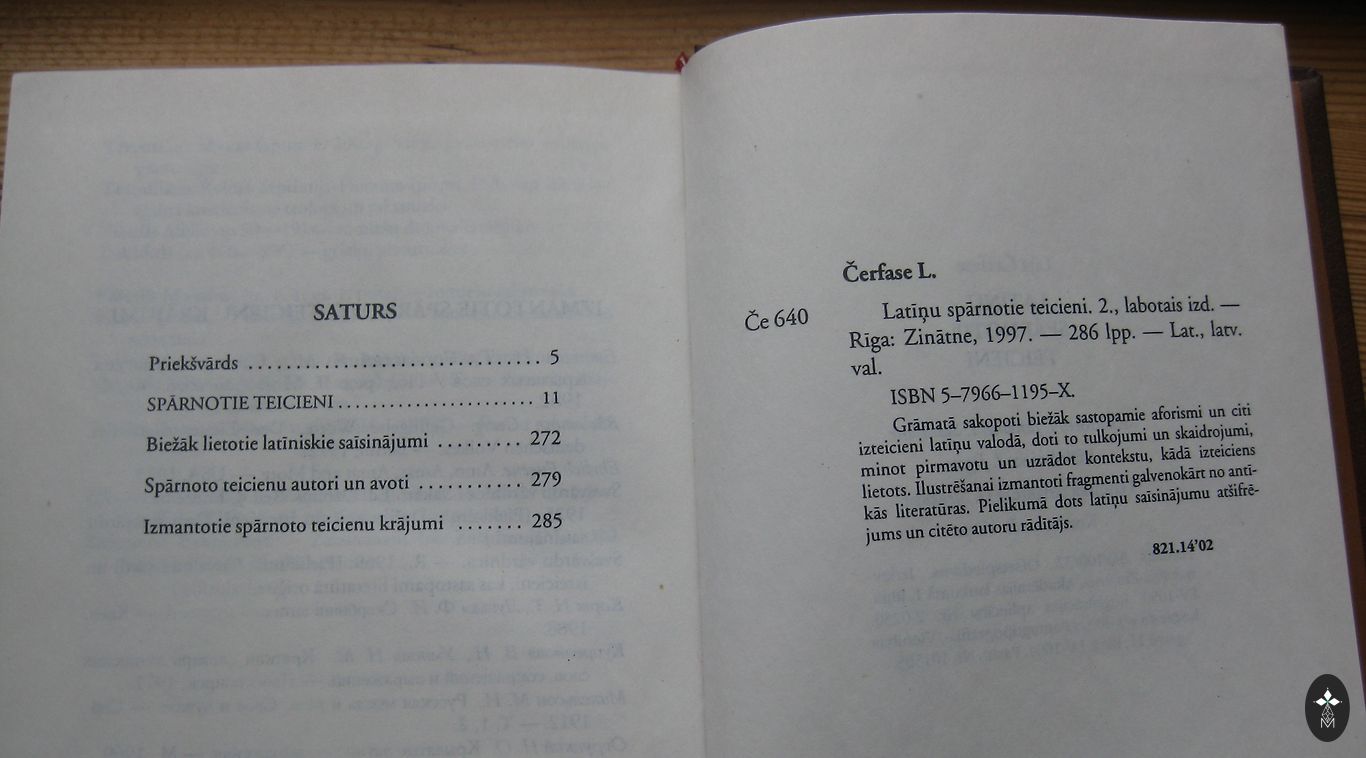 SATURS
Priekšvārds .............................. 5
SPĀRNOTIE TEICIENI ....................... 11
Biežāk lietotie latīniskie saīsinājumi ......... 272
Spārnoto teicienu autori un avoti ........... 279
Izmantotie spārnoto teicienu krājumi ....... 285
Čerfase L.
Če 640
Latīņu spārnotie teicieni. 2., labotais izd. —
Rīga: Zinātne, 1997. — 286 lpp. — Lat., latv.
val.
ISBN 5–7966–1195–X.
Grāmatā sakopoti biežāk sastopamie aforismi un citi
izteicieni latīņu valodā, doti to tulkojumi un skaidrojumi,
minot pirmavotu un uzrādot kontekstu, kādā izteiciens
lietots. Ilustrēšanai izmantoti fragmenti galvenokārt no antī-
kās literatūras. Pielikumā dots latīņu saīsinājumu atšifrē-
jums un citēto autoru rādītājs.
821.14'02